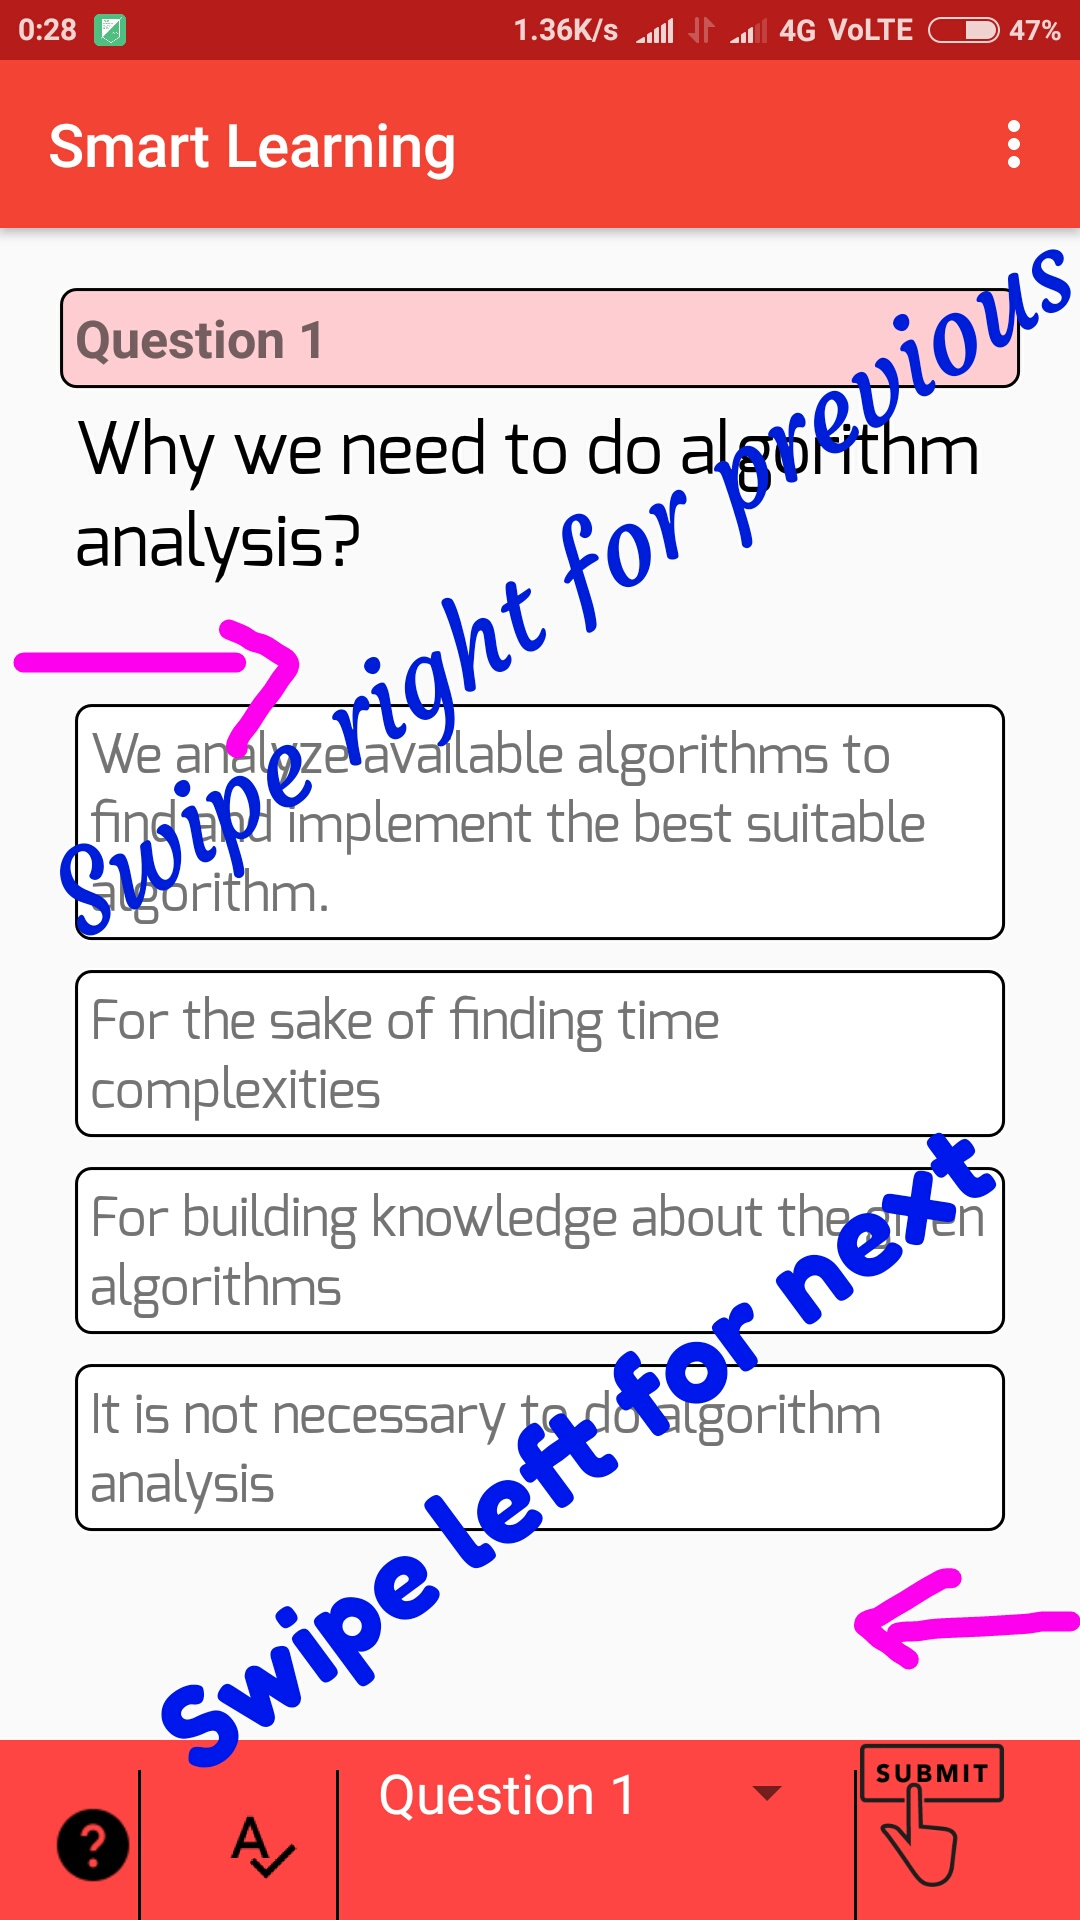 0:28 1.36K/s 4G VoLTE 47%
Smart Learning
Question 1
Why we need to do algorithm
analysis?
Swipe right for previous
We analyze available algorithms to
find and implement the best suitable
algorithm.
For the sake of finding time
complexities
For building knowledge about the given
algorithms
It is not necessary to do algorithm
analysis
Swipe left for next
Question 1
SUBMIT